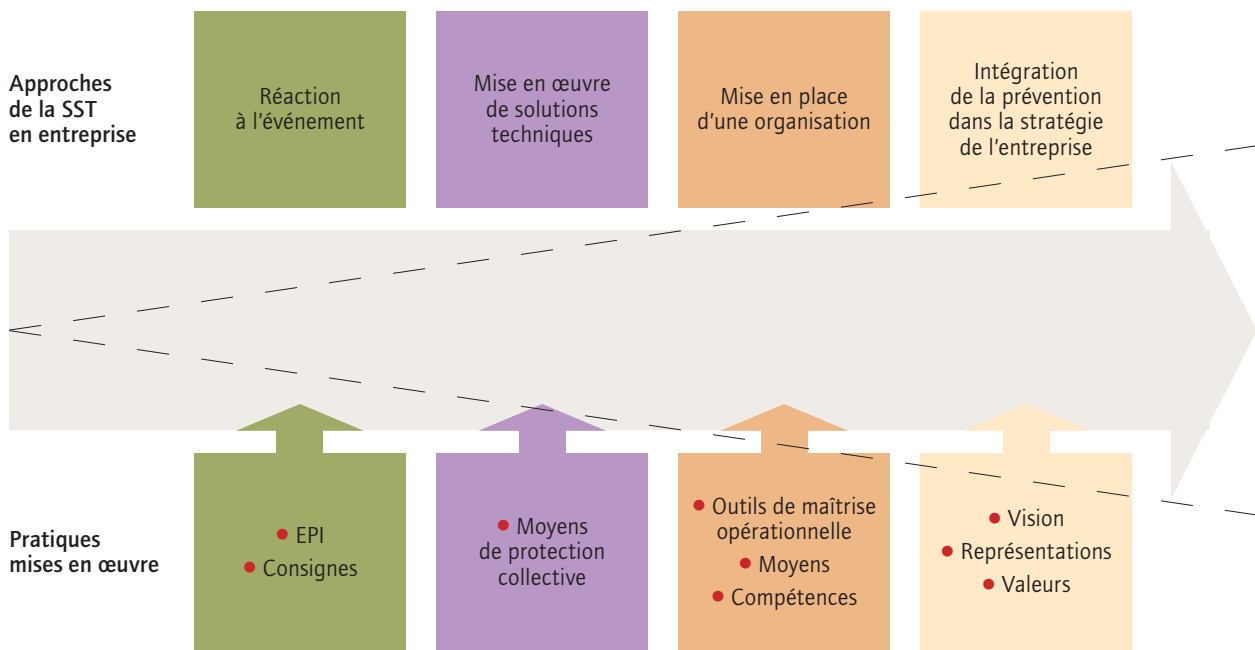 Approches
de la SST
en entreprise
Réaction
à l'événement
Mise en œuvre
de solutions
techniques
Mise en place
d'une organisation
Intégration
de la prévention
dans la stratégie
de l'entreprise
Pratiques
mises en œuvre
• EPI
• Consignes
• Moyens
de protection
collective
• Outils de maîtrise
opérationnelle
• Moyens
• Compétences
• Vision
• Représentations
• Valeurs